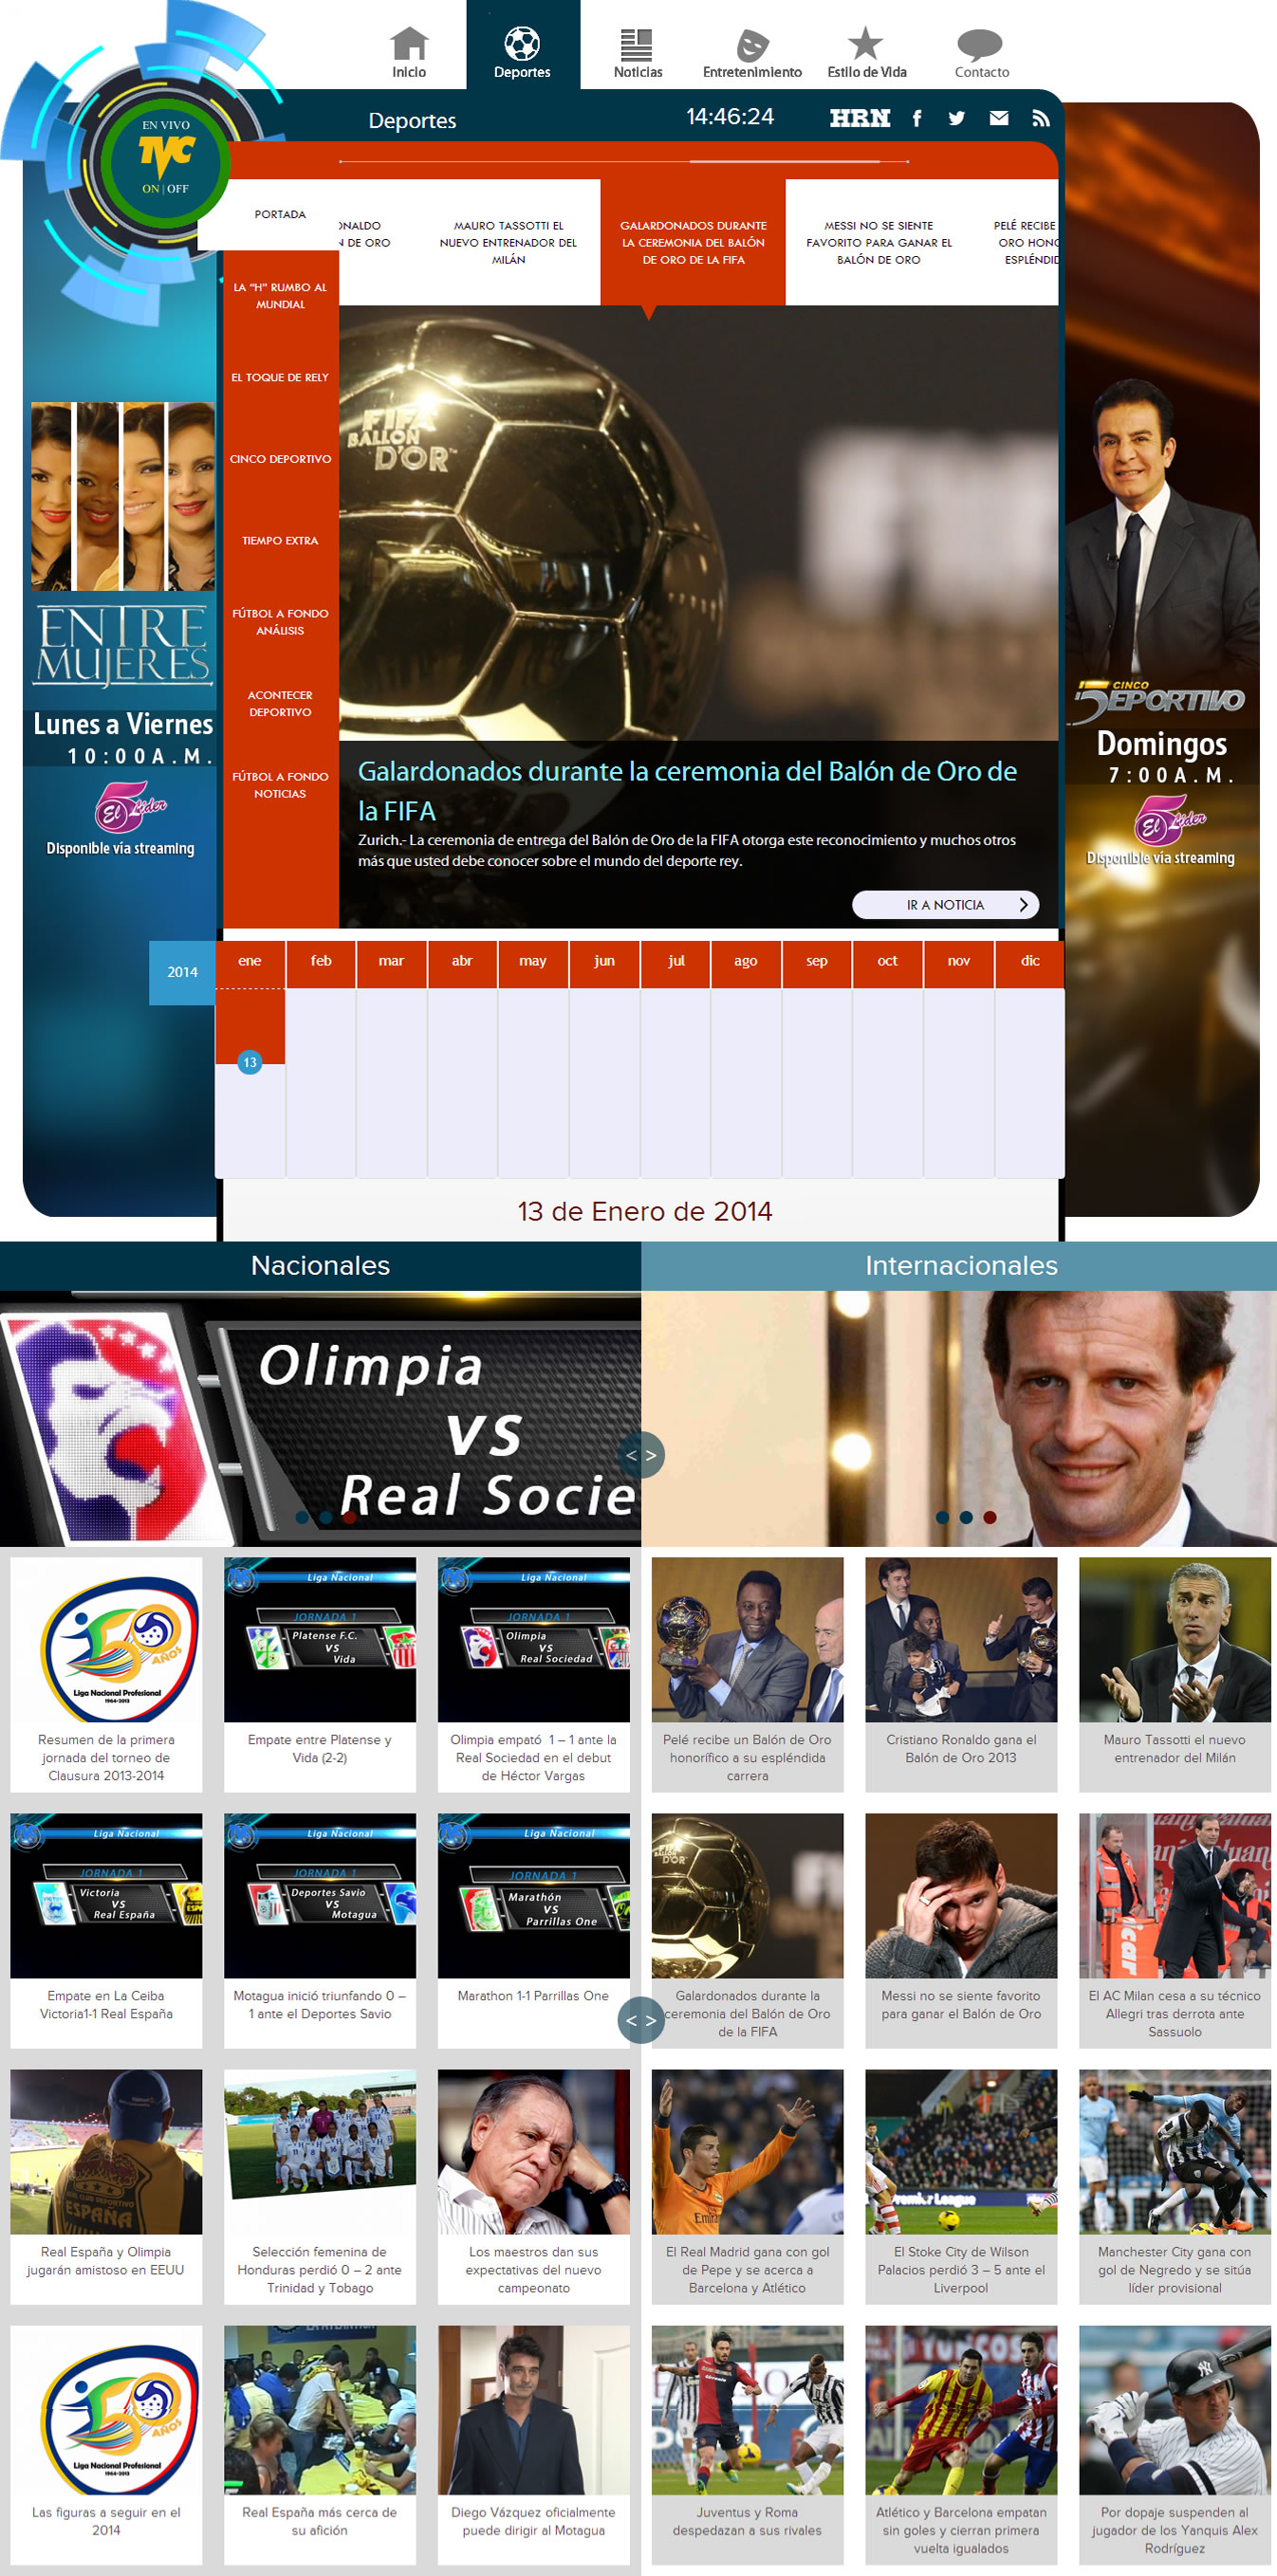 Inicio
Deportes
Noticias
Entretenimiento
Estilo de Vida
Contacto
EN VIVO
TVC
ON | OFF
Deportes
14:46:24
HRN
PORTADA
LA "H" RUMBO AL
MUNDIAL
EL TOQUE DE RELY
CINCO DEPORTIVO
TIEMPO EXTRA
FÚTBOL A FONDO
ANÁLISIS
ACONTECER
DEPORTIVO
FÚTBOL A FONDO
NOTICIAS
DE ORO
MAURO TASSOTTI EL
NUEVO ENTRENADOR DEL
MILÁN
GALARDONADOS DURANTE
LA CEREMONIA DEL BALÓN
DE ORO DE LA FIFA
MESSI NO SE SIENTE
FAVORITO PARA GANAR EL
BALÓN DE ORO
PELÉ RECIBE
ORO
FIFA
BALLON
D'OR
Galardonados durante la ceremonia del Balón de Oro de
la FIFA
Zurich.- La ceremonia de entrega del Balón de Oro de la FIFA otorga este reconocimiento y muchos otros
más que usted debe conocer sobre el mundo del deporte rey.
IR A NOTICIA
ENTRE
MUJERES
Lunes a Viernes
10:00A.M.
El 5 Líder
Disponible vía streaming
5 CINCO
DEPORTIVO
Domingos
7:00A.M.
El 5 Líder
Disponible vía streaming
2014
ene
feb
mar
abr
may
jun
jul
ago
sep
oct
nov
dic
13
13 de Enero de 2014
Nacionales
Internacionales
Olimpia
vs
Real Socie
< >
Liga Nacional Profesional
1964-2013
50 AÑOS
Resumen de la primera
jornada del torneo de
Clausura 2013-2014
Liga Nacional
JORNADA 1
Platense F.C.
VS
Vida
Empate entre Platense y
Vida (2-2)
Liga Nacional
JORNADA 1
Olimpia
VS
Real Sociedad
Olimpia empató 1 – 1 ante la
Real Sociedad en el debut
de Héctor Vargas
Pelé recibe un Balón de Oro
honorífico a su espléndida
carrera
Cristiano Ronaldo gana el
Balón de Oro 2013
Mauro Tassotti el nuevo
entrenador del Milán
Liga Nacional
JORNADA 1
Victoria
VS
Real España
Empate en La Ceiba
Victoria1-1 Real España
Liga Nacional
JORNADA 1
Deportes Savio
VS
Motagua
Motagua inició triunfando 0 –
1 ante el Deportes Savio
Liga Nacional
JORNADA 1
Marathón
VS
Parrillas One
Marathon 1-1 Parrillas One
< >
D'OR
Galardonados durante la
ceremonia del Balón de Oro
de la FIFA
Messi no se siente favorito
para ganar el Balón de Oro
El AC Milan cesa a su técnico
Allegri tras derrota ante
Sassuolo
ESPAÑA
Real España y Olimpia
jugarán amistoso en EEUU
Selección femenina de
Honduras perdió 0 – 2 ante
Trinidad y Tobago
Los maestros dan sus
expectativas del nuevo
campeonato
El Real Madrid gana con gol
de Pepe y se acerca a
Barcelona y Atlético
El Stoke City de Wilson
Palacios perdió 3 – 5 ante el
Liverpool
Manchester City gana con
gol de Negredo y se sitúa
líder provisional
50 AÑOS
Liga Nacional Profesional
1964-2013
Las figuras a seguir en el
2014
Real España más cerca de
su afición
Diego Vázquez oficialmente
puede dirigir al Motagua
Juventus y Roma
despedazan a sus rivales
Atlético y Barcelona empatan
sin goles y cierran primera
vuelta igualados
Por dopaje suspenden al
jugador de los Yanquis Alex
Rodríguez